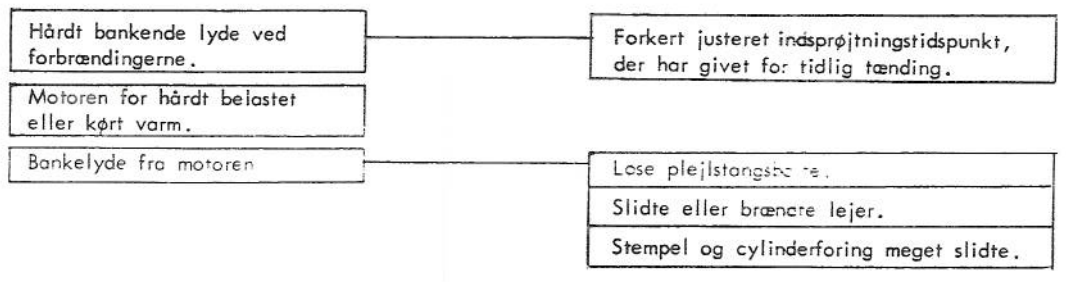 Hårdt bankende lyde ved
forbrændingerne.
Forkert justeret indsprøjtningstidspunkt,
der har givet for tidlig tænding.
Motoren for hårdt belastet
eller kørt varm.
Bankelyde fra motoren
Løse
Slidte eller brændte lejer.
Stempel og cylinderforing meget slidte.